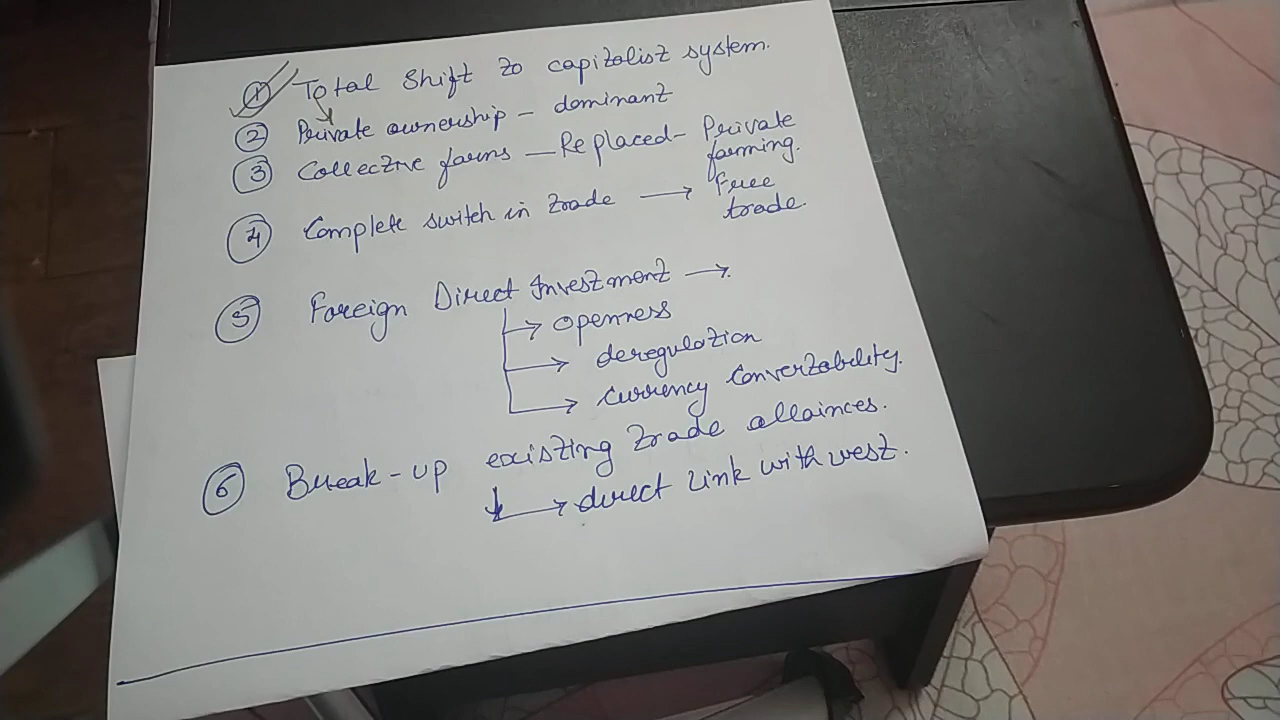 ① Total shift to capitalist system.
② Private ownership - dominant
③ Collective farms — Replaced - Private
farming.
④ Complete switch in trade → Free
trade.
⑤ Foreign Direct Investment →
→ openness
→ deregulation
→ currency convertability.
⑥ Break-up existing trade allainces.
→ direct link with west.